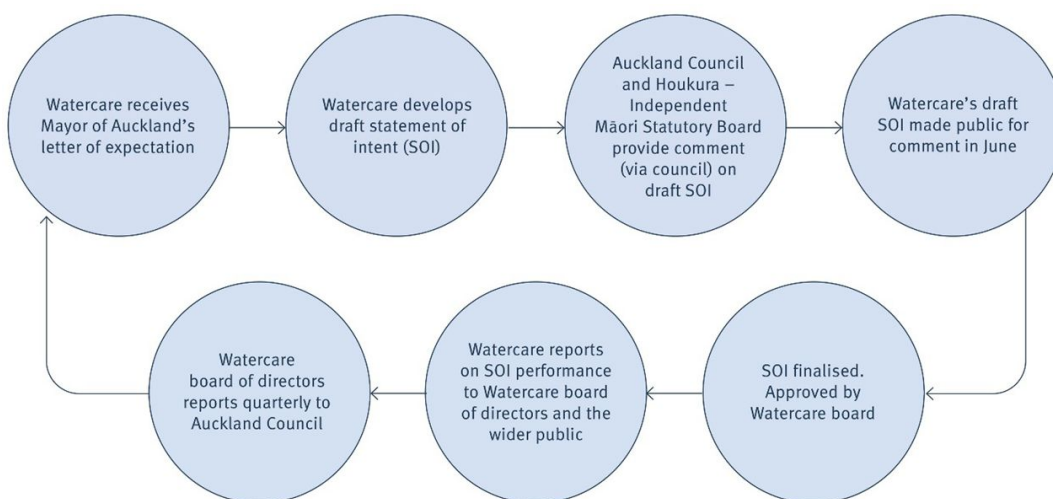 Watercare receives
Mayor of Auckland's
letter of expectation
Watercare develops
draft statement of
intent (SOI)
Auckland Council
and Houkura –
Independent
Māori Statutory Board
provide comment
(via council) on
draft SOI
Watercare's draft
SOI made public for
comment in June
SOI finalised.
Approved by
Watercare board
Watercare reports
on SOI performance
to Watercare board
of directors and the
wider public
Watercare
board of directors
reports quarterly to
Auckland Council